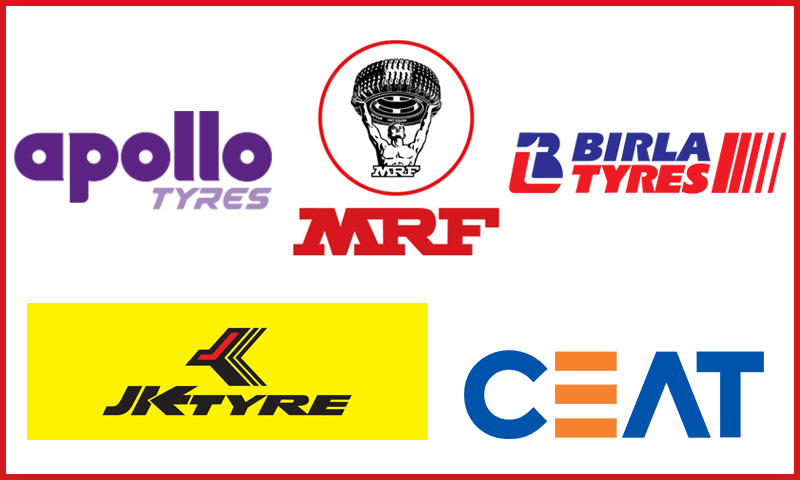 apollo
TYRES
MRF
MRF
BIRLA
TYRES
JKTYRE
CEAT